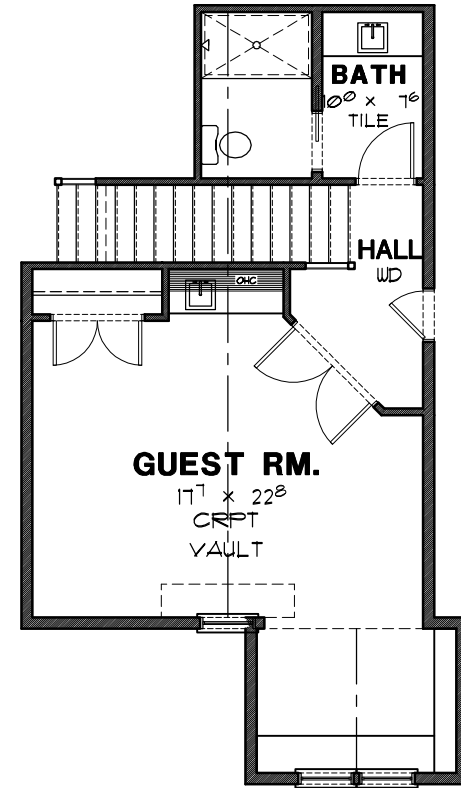 BATH
10⁰ × 7⁶
TILE
HALL
WD
OHC
GUEST RM.
17⁷ × 22⁸
CRPT
VAULT